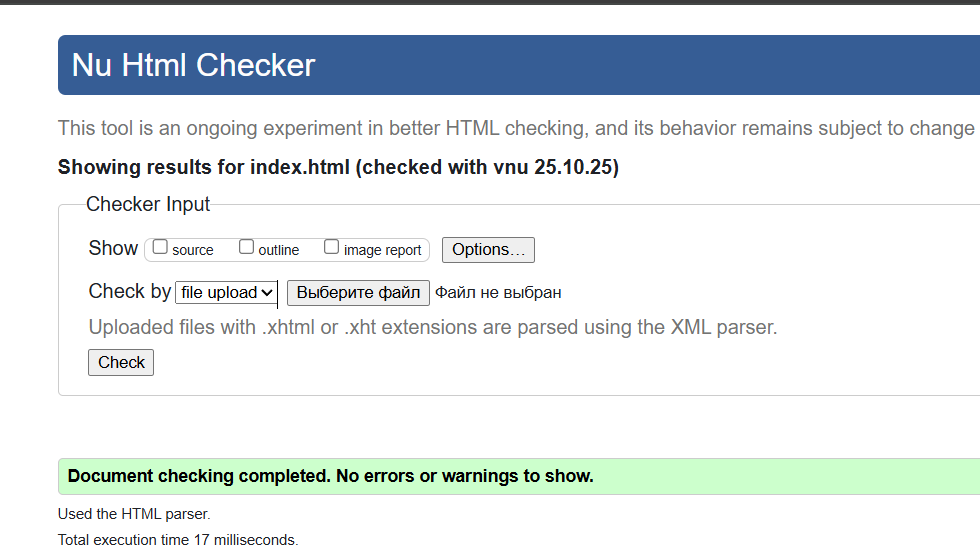 Nu Html Checker
This tool is an ongoing experiment in better HTML checking, and its behavior remains subject to change
Showing results for index.html (checked with vnu 25.10.25)
Checker Input
Show source outline image report Options…
Check by file upload Выберите файл Файл не выбран
Uploaded files with .xhtml or .xht extensions are parsed using the XML parser.
Check
Document checking completed. No errors or warnings to show.
Used the HTML parser.
Total execution time 17 milliseconds.